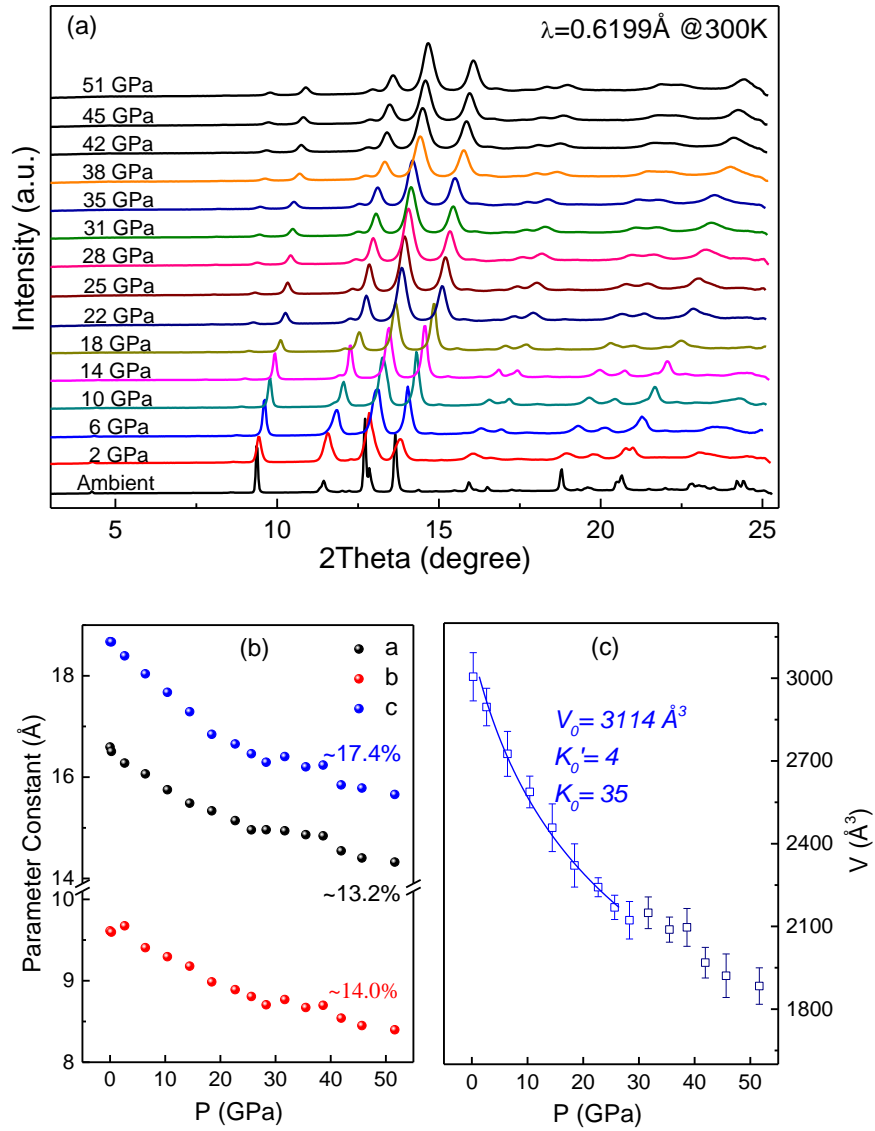 (a)
λ=0.6199Å @300K
51 GPa
45 GPa
42 GPa
38 GPa
35 GPa
31 GPa
28 GPa
25 GPa
22 GPa
18 GPa
14 GPa
10 GPa
6 GPa
2 GPa
Ambient
Intensity (a.u.)
5 10 15 20 25
2Theta (degree)
(b)
a
b
c
18
16
14
10
9
8
~17.4%
~13.2%
~14.0%
Parameter Constant (Å)
0 10 20 30 40 50
P (GPa)
(c)
V₀= 3114 Å³
K₀'= 4
K₀= 35
3000
2700
2400
2100
1800
V (Å³)
0 10 20 30 40 50
P (GPa)